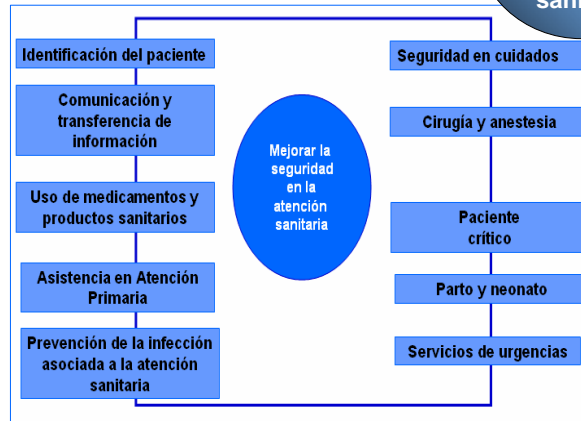 Identificación del paciente
Comunicación y
transferencia de
información
Uso de medicamentos y
productos sanitarios
Asistencia en Atención
Primaria
Prevención de la infección
asociada a la atención
sanitaria
Mejorar la
seguridad
en la
atención
sanitaria
Seguridad en cuidados
Cirugía y anestesia
Paciente
crítico
Parto y neonato
Servicios de urgencias